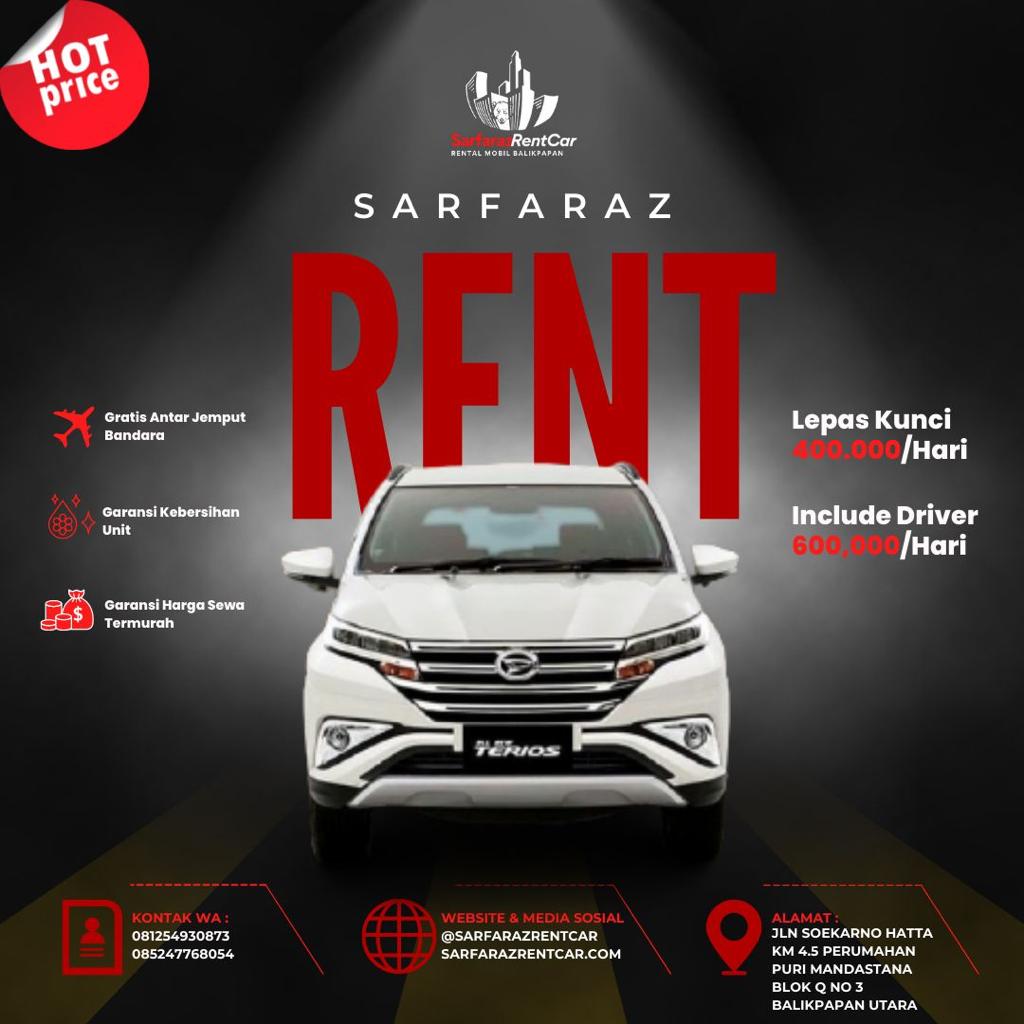 HOT
price
SarfarazRentCar
RENTAL MOBIL BALIKPAPAN
SARFARAZ
RENT
Gratis Antar Jemput
Bandara
Garansi Kebersihan
Unit
Garansi Harga Sewa
Termurah
Lepas Kunci
400.000/Hari
Include Driver
600,000/Hari
ALL NEW
TERIOS
KONTAK WA :
081254930873
085247768054
WEBSITE & MEDIA SOSIAL
@SARFARAZRENTCAR
SARFARAZRENTCAR.COM
ALAMAT :
JLN SOEKARNO HATTA
KM 4.5 PERUMAHAN
PURI MANDASTANA
BLOK Q NO 3
BALIKPAPAN UTARA